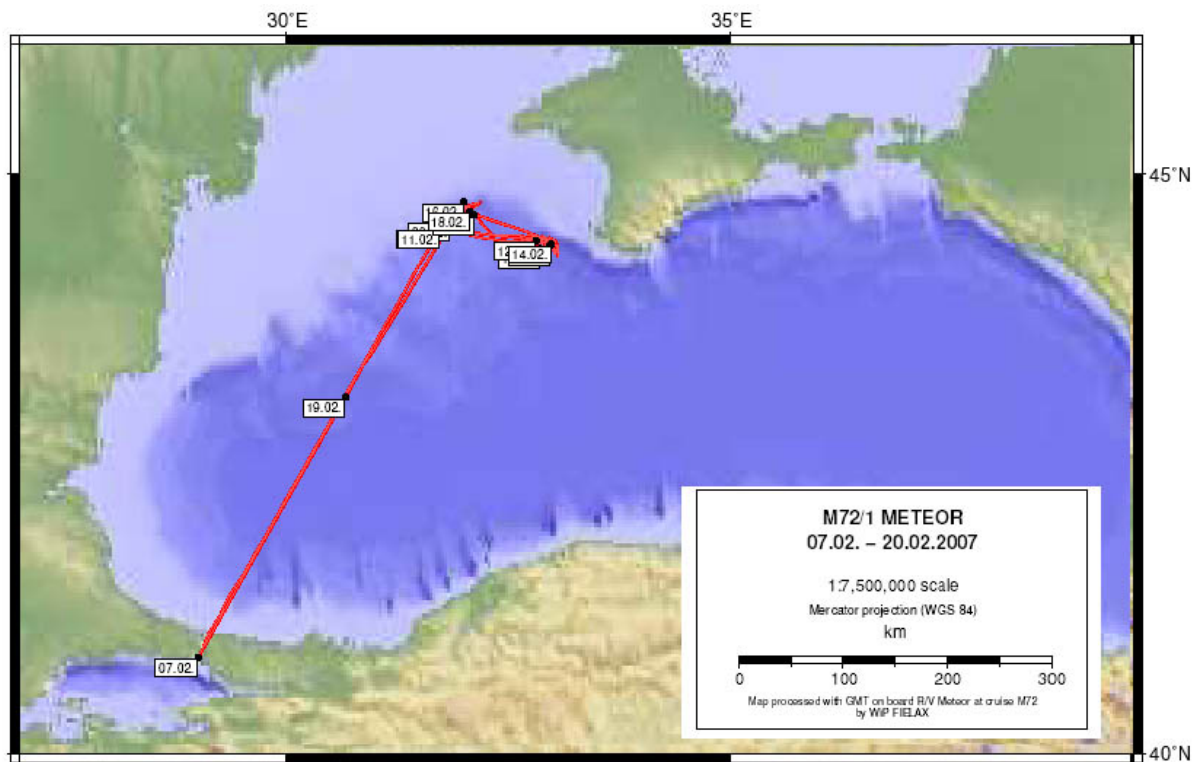 30°E 35°E
45°N
16.02.
18.02.
11.02.
14.02.
19.02.
M72/1 METEOR
07.02. – 20.02.2007
1:7,500,000 scale
Mercator projection (WGS 84)
km
0 100 200 300
Map processed with GMT on board R/V Meteor at cruise M72
by WiP FIELAX
07.02.
40°N